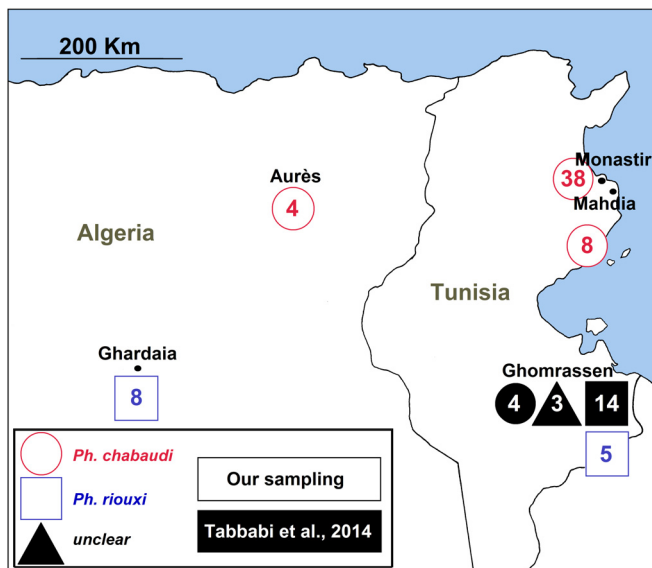 200 Km
Monastir
38
Mahdia
Aurès
4
Algeria
8
Tunisia
Ghardaia
8
Ghomrassen
4 3 14
5
Ph. chabaudi
Ph. riouxi
unclear
Our sampling
Tabbabi et al., 2014